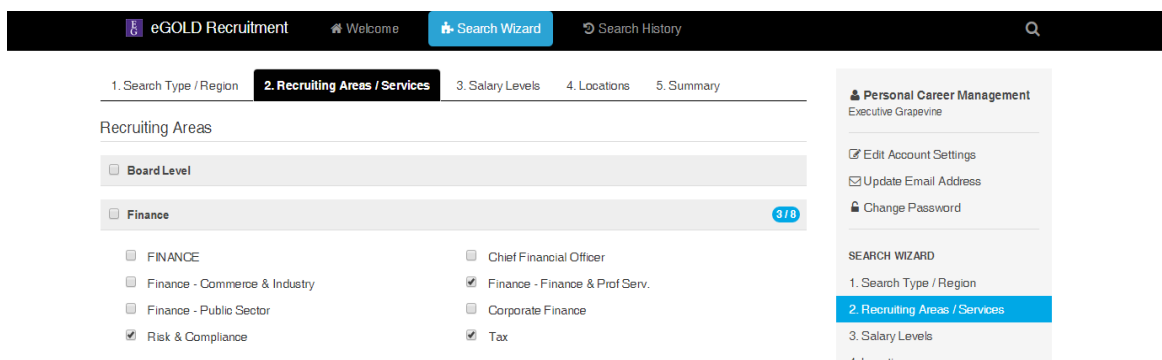 EG eGOLD Recruitment Welcome Search Wizard Search History
1. Search Type / Region 2. Recruiting Areas / Services 3. Salary Levels 4. Locations 5. Summary
Recruiting Areas
Board Level
Finance 3 / 8
FINANCE Chief Financial Officer
Finance - Commerce & Industry Finance - Finance & Prof Serv.
Finance - Public Sector Corporate Finance
Risk & Compliance Tax
Personal Career Management
Executive Grapevine
Edit Account Settings
Update Email Address
Change Password
SEARCH WIZARD
1. Search Type / Region
2. Recruiting Areas / Services
3. Salary Levels